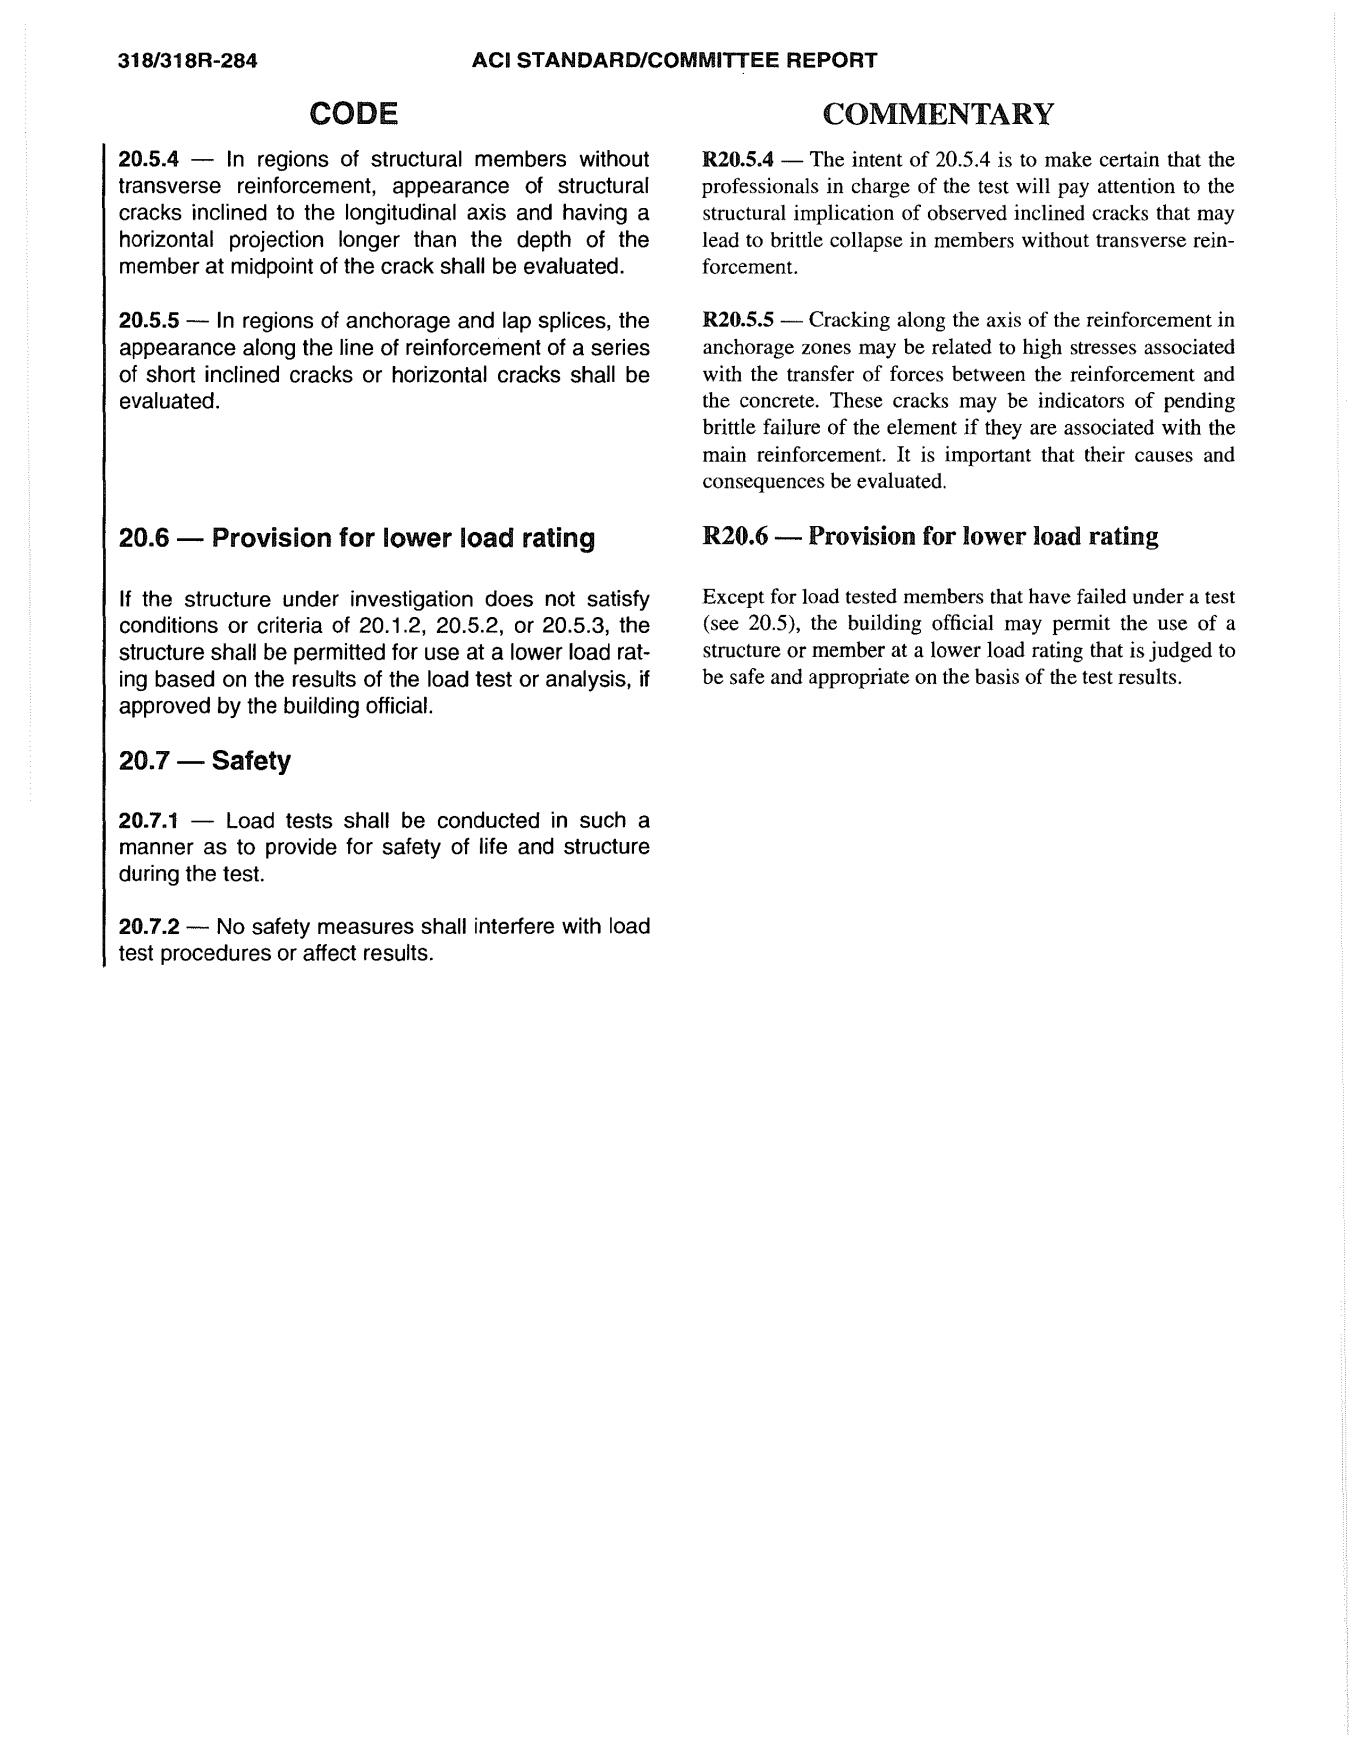 318/318R-284
ACI STANDARD/COMMITTEE REPORT
CODE
20.5.4 — In regions of structural members without
transverse reinforcement, appearance of structural
cracks inclined to the longitudinal axis and having a
horizontal projection longer than the depth of the
member at midpoint of the crack shall be evaluated.
20.5.5 — In regions of anchorage and lap splices, the
appearance along the line of reinforcement of a series
of short inclined cracks or horizontal cracks shall be
evaluated.
20.6 — Provision for lower load rating
If the structure under investigation does not satisfy
conditions or criteria of 20.1.2, 20.5.2, or 20.5.3, the
structure shall be permitted for use at a lower load rat-
ing based on the results of the load test or analysis, if
approved by the building official.
20.7 — Safety
20.7.1 — Load tests shall be conducted in such a
manner as to provide for safety of life and structure
during the test.
20.7.2 — No safety measures shall interfere with load
test procedures or affect results.
COMMENTARY
R20.5.4 — The intent of 20.5.4 is to make certain that the
professionals in charge of the test will pay attention to the
structural implication of observed inclined cracks that may
lead to brittle collapse in members without transverse rein-
forcement.
R20.5.5 — Cracking along the axis of the reinforcement in
anchorage zones may be related to high stresses associated
with the transfer of forces between the reinforcement and
the concrete. These cracks may be indicators of pending
brittle failure of the element if they are associated with the
main reinforcement. It is important that their causes and
consequences be evaluated.
R20.6 — Provision for lower load rating
Except for load tested members that have failed under a test
(see 20.5), the building official may permit the use of a
structure or member at a lower load rating that is judged to
be safe and appropriate on the basis of the test results.